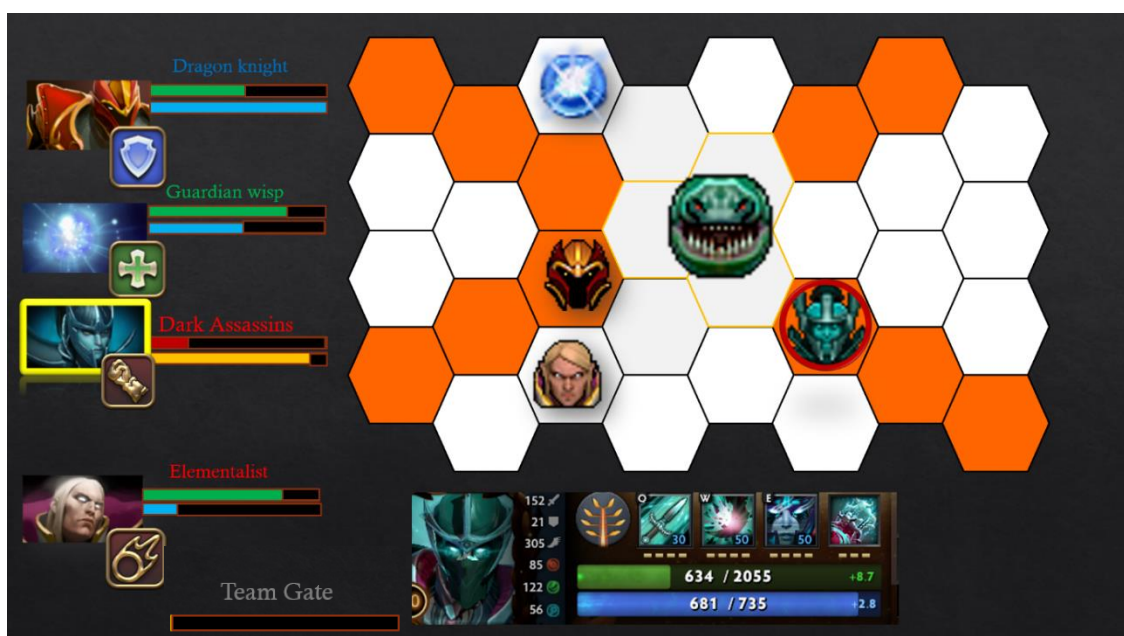 Dragon knight
Guardian wisp
Dark Assassins
Elementalist
Team Gate
152
21
305
85
122
56
Q
30
W
50
E
50
634 / 2055
+8.7
681 / 735
+2.8